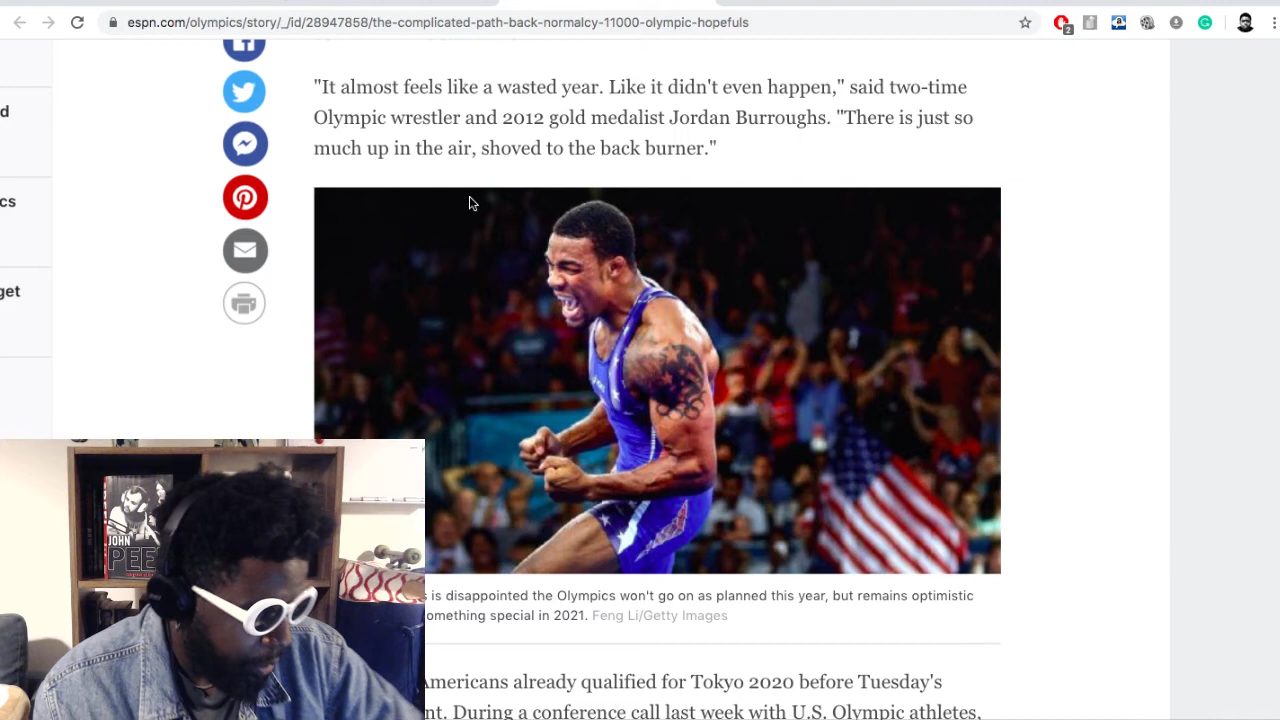 espn.com/olympics/story/_/id/28947858/the-complicated-path-back-normalcy-11000-olympic-hopefuls
2
"It almost feels like a wasted year. Like it didn't even happen," said two-time
Olympic wrestler and 2012 gold medalist Jordan Burroughs. "There is just so
much up in the air, shoved to the back burner."
d
cs
get
is disappointed the Olympics won't go on as planned this year, but remains optimistic
omething special in 2021. Feng Li/Getty Images
Americans already qualified for Tokyo 2020 before Tuesday's
nt. During a conference call last week with U.S. Olympic athletes,
JOHN
PEE